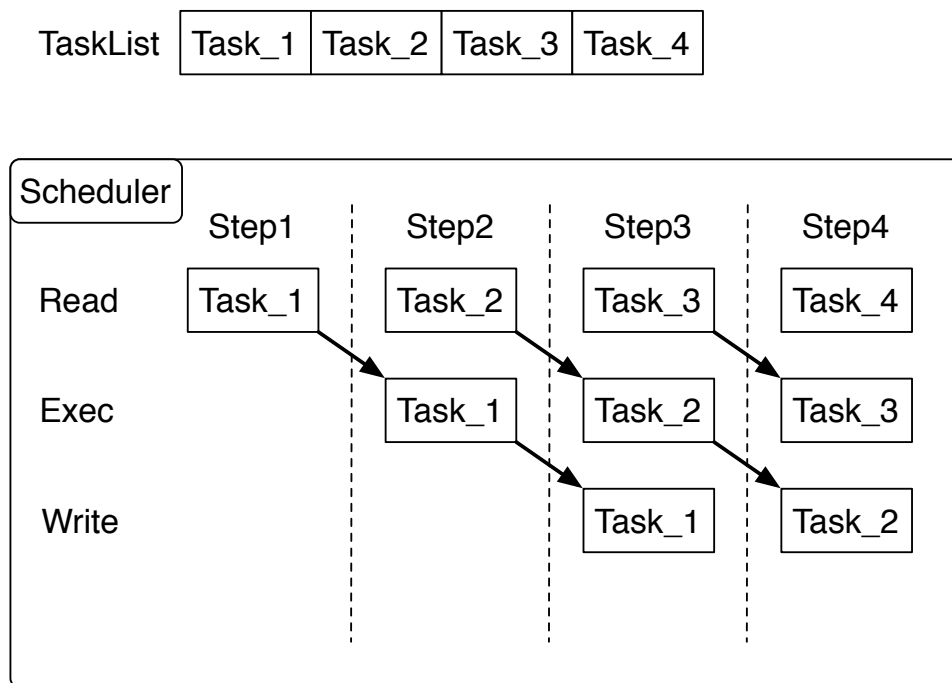 TaskList Task_1 Task_2 Task_3 Task_4
Scheduler
Step1 Step2 Step3 Step4
Read Task_1 Task_2 Task_3 Task_4
Exec Task_1 Task_2 Task_3
Write Task_1 Task_2